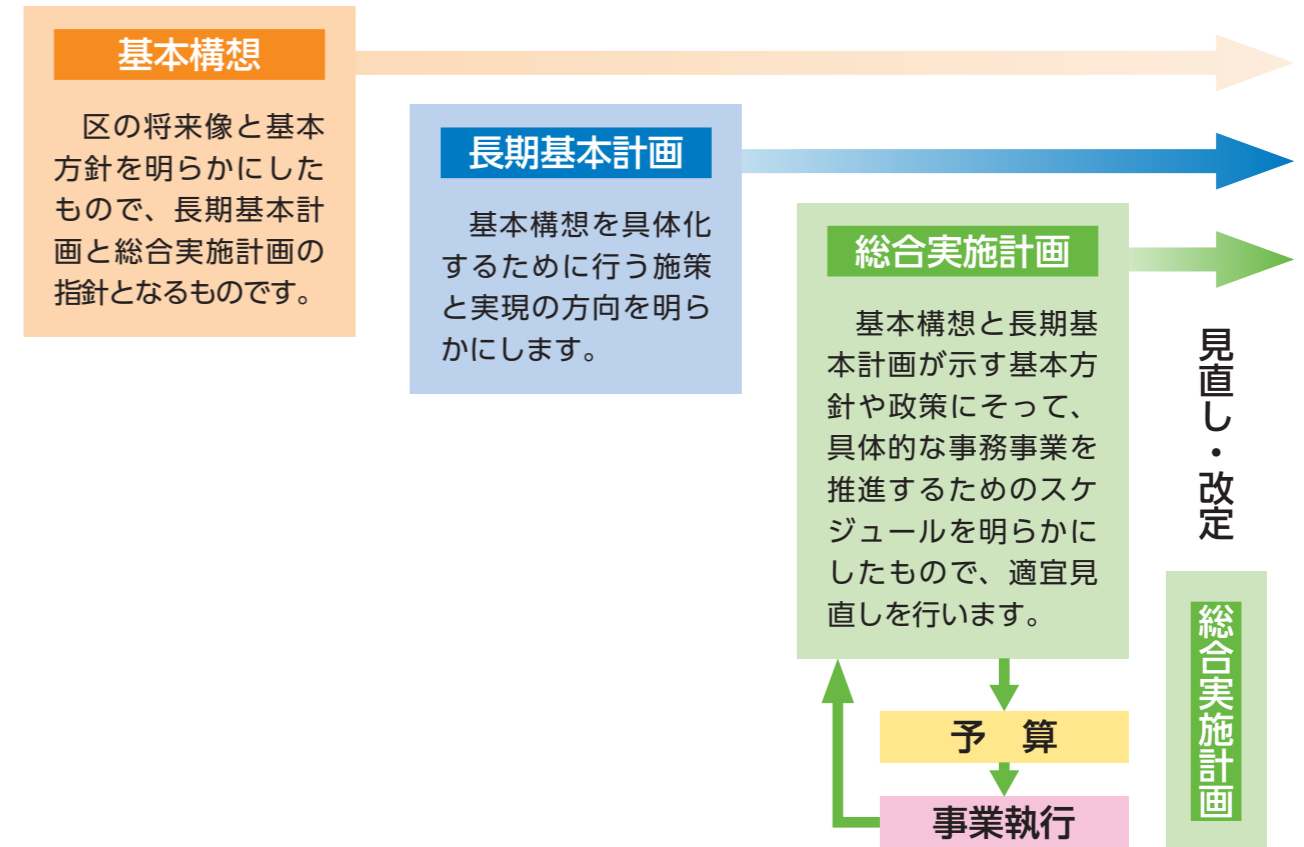 基本構想
区の将来像と基本
方針を明らかにした
もので、長期基本計
画と総合実施計画の
指針となるものです。
長期基本計画
基本構想を具体化
するために行う施策
と実現の方向を明ら
かにします。
総合実施計画
基本構想と長期基
本計画が示す基本方
針や政策にそって、
具体的な事務事業を
推進するためのスケ
ジュールを明らかに
したもので、適宜見
直しを行います。
予　算
事業執行
見直し・改定
総合実施計画